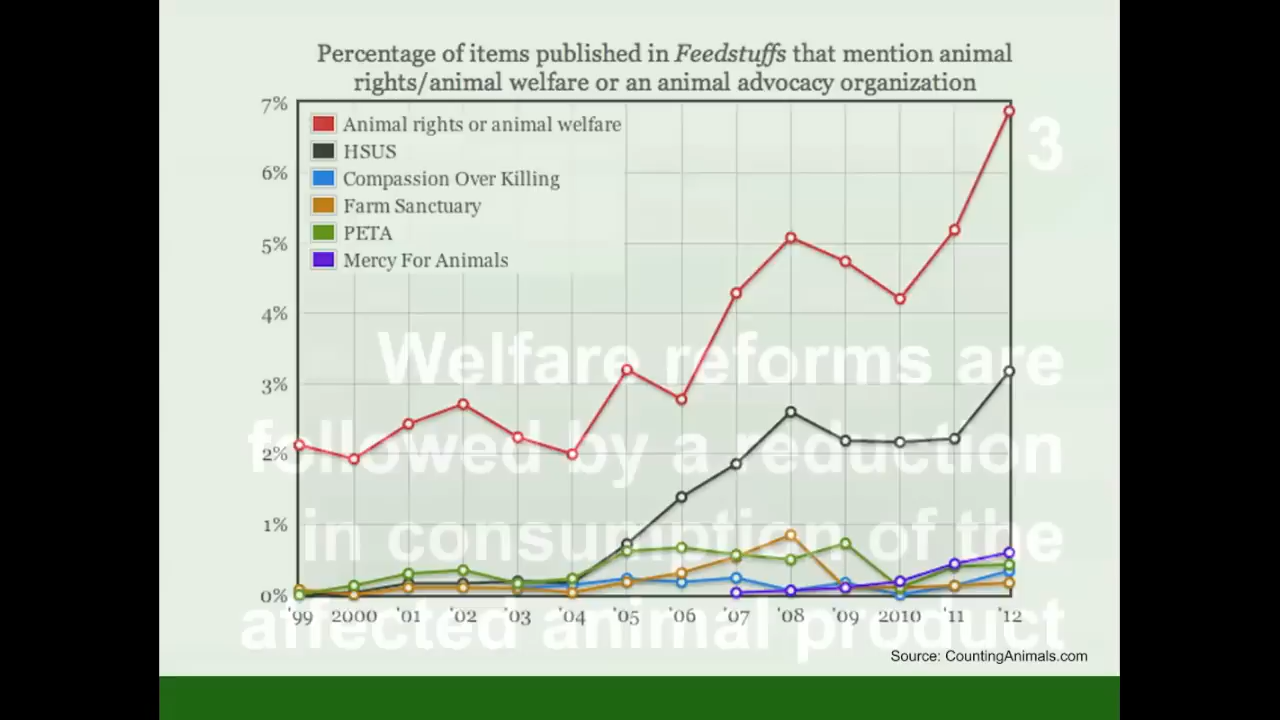 Percentage of items published in Feedstuffs that mention animal
rights/animal welfare or an animal advocacy organization
7%
6%
5%
4%
3%
2%
1%
0%
Animal rights or animal welfare
HSUS
Compassion Over Killing
Farm Sanctuary
PETA
Mercy For Animals
3
Welfare reforms are
followed by a reduction
in consumption of the
affected animal product
'99 2000 '01 '02 '03 '04 '05 '06 '07 '08 '09 2010 '11 '12
Source: CountingAnimals.com